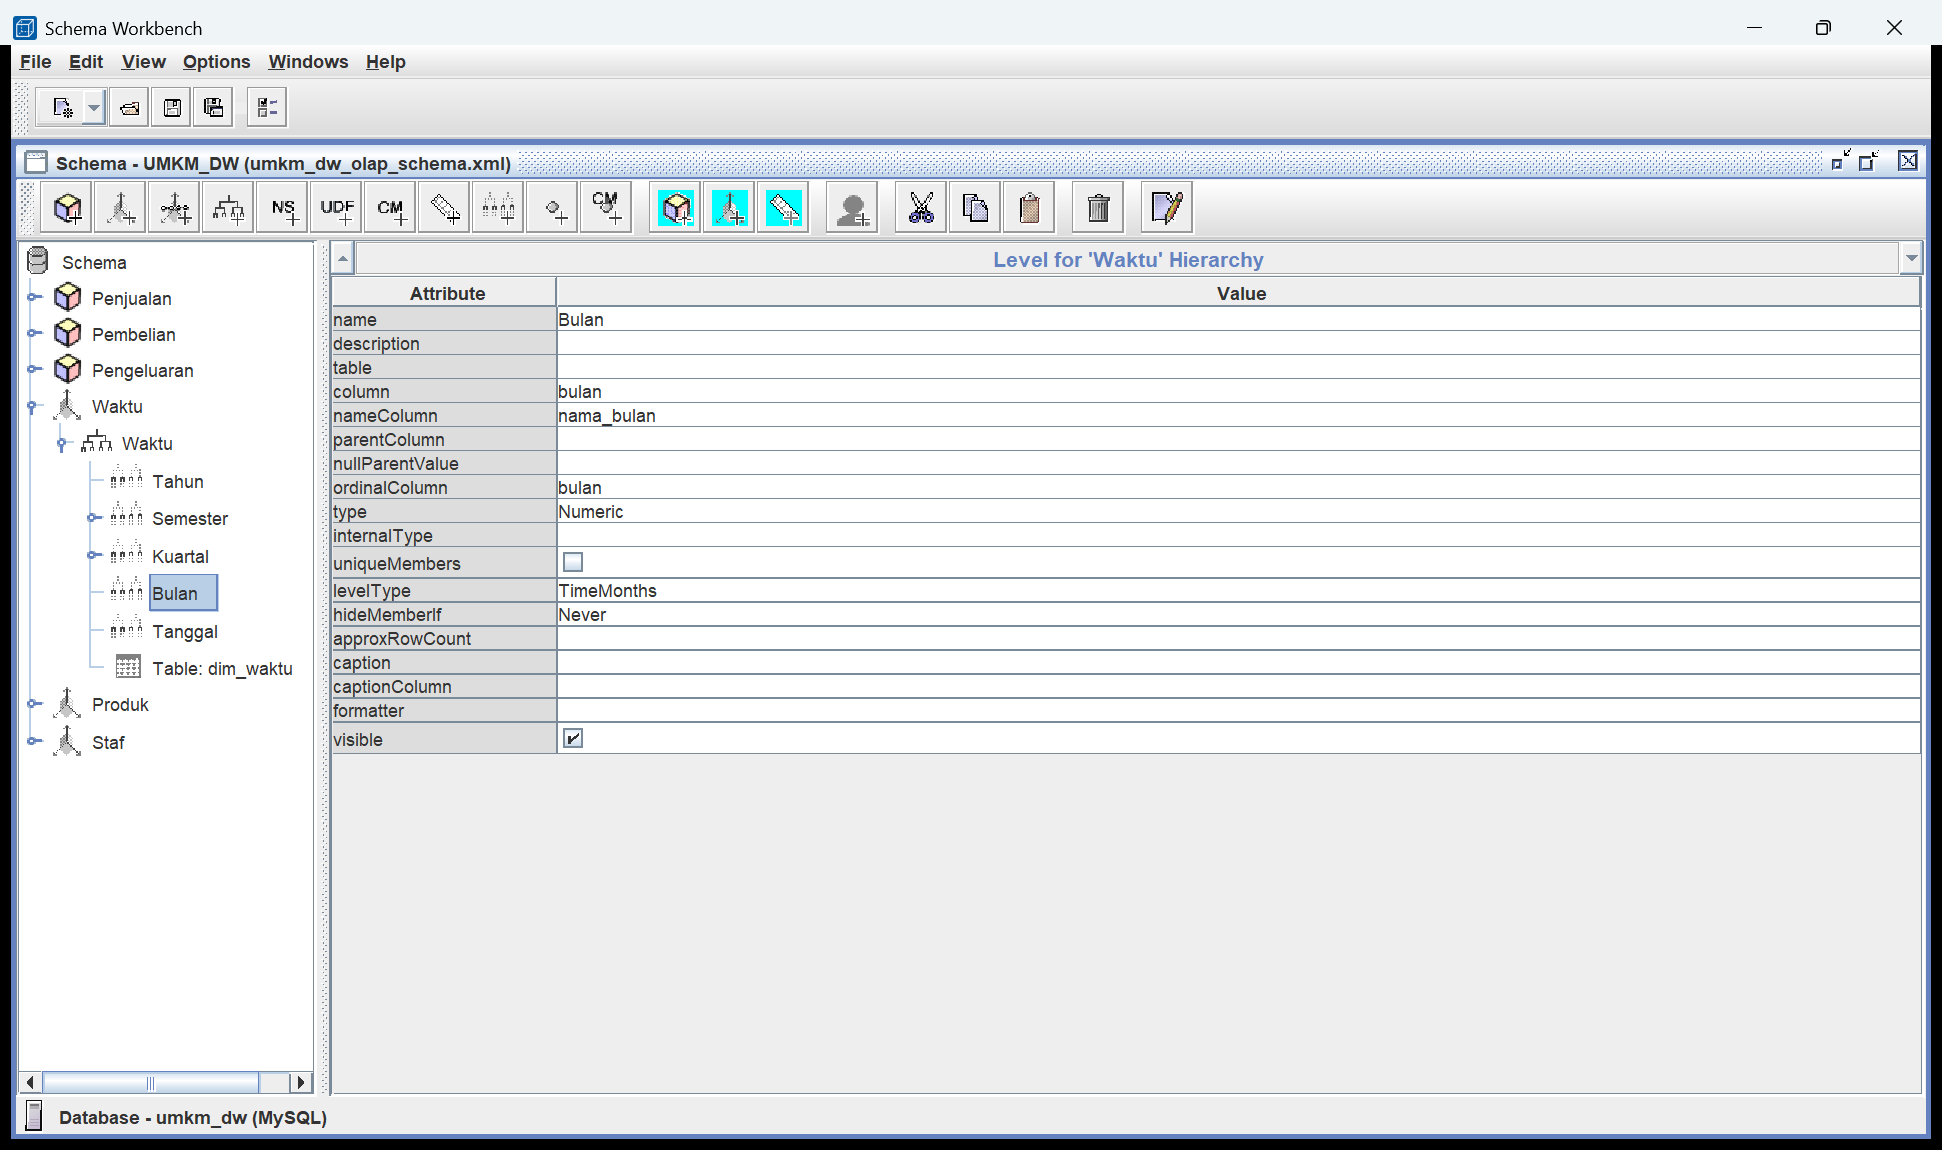 Schema Workbench
File Edit View Options Windows Help
Schema - UMKM_DW (umkm_dw_olap_schema.xml)
NS UDF CM CM
Schema
Penjualan
Pembelian
Pengeluaran
Waktu
Waktu
Tahun
Semester
Kuartal
Bulan
Tanggal
Table: dim_waktu
Produk
Staf
Level for 'Waktu' Hierarchy
Attribute Value
name Bulan
description
table
column bulan
nameColumn nama_bulan
parentColumn
nullParentValue
ordinalColumn bulan
type Numeric
internalType
uniqueMembers
levelType TimeMonths
hideMemberIf Never
approxRowCount
caption
captionColumn
formatter
visible
Database - umkm_dw (MySQL)